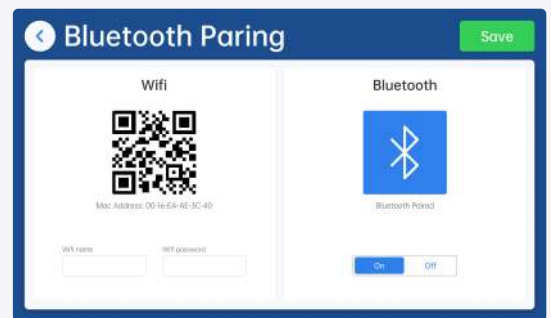 Bluetooth Paring
Save
Wifi
Mac Address: 00-1e-EA-AE-3C-40
Wifi name
Wifi password
Bluetooth
Bluetooth Paired
On
Off